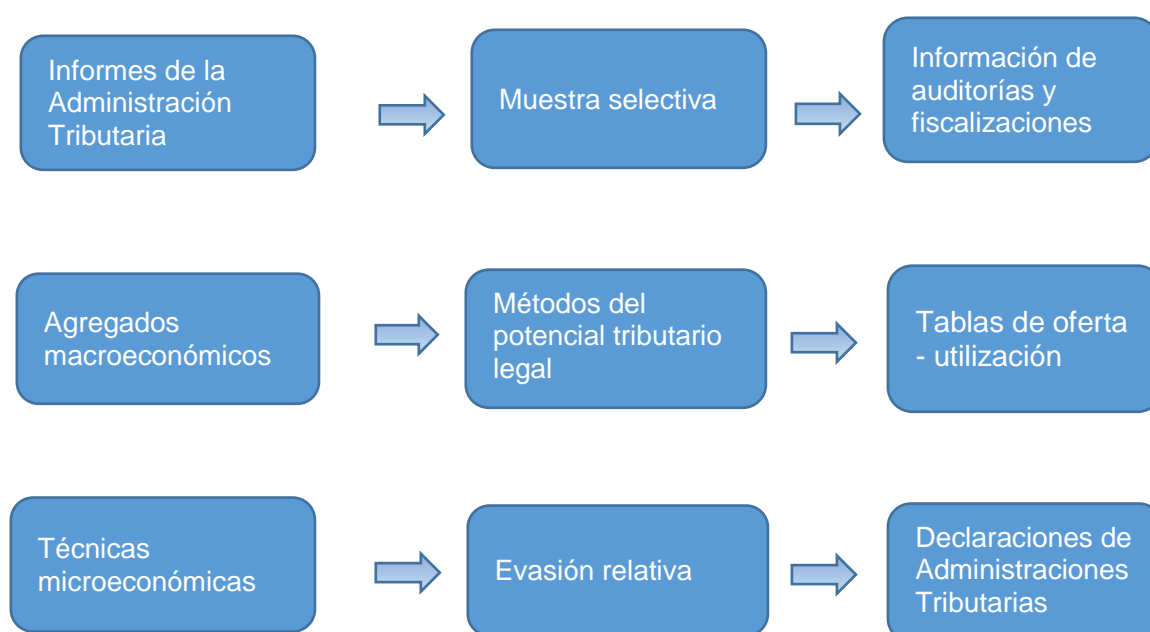 Informes de la
Administración
Tributaria
Muestra selectiva
Información de
auditorías y
fiscalizaciones
Agregados
macroeconómicos
Métodos del
potencial tributario
legal
Tablas de oferta
- utilización
Técnicas
microeconómicas
Evasión relativa
Declaraciones de
Administraciones
Tributarias